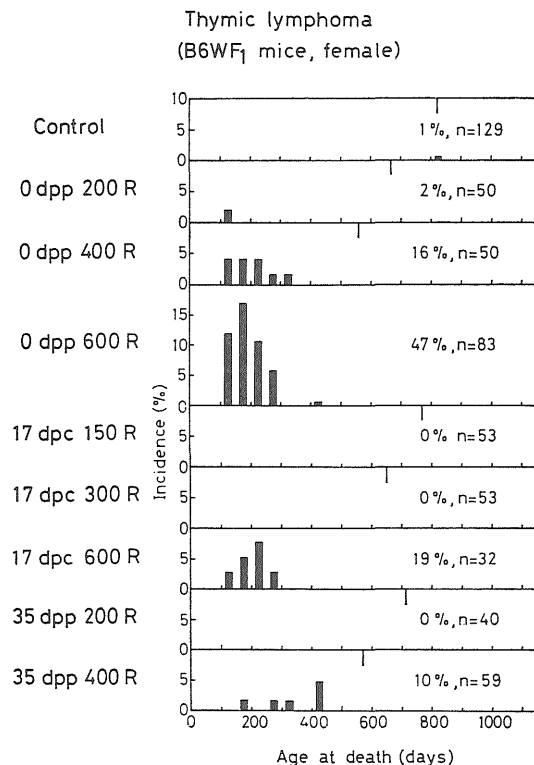 Thymic lymphoma
(B6WF1 mice, female)
Control
0 dpp 200 R
0 dpp 400 R
0 dpp 600 R
17 dpc 150 R
17 dpc 300 R
17 dpc 600 R
35 dpp 200 R
35 dpp 400 R
Incidence (%)
10
5
0
5
0
5
0
15
10
5
0
5
0
5
0
5
0
5
0
5
0
1 %, n=129
2 %, n=50
16 %, n=50
47 %, n=83
0 %, n=53
0 %, n=53
19 %, n=32
0 %, n=40
10 %, n=59
0 200 400 600 800 1000
Age at death (days)